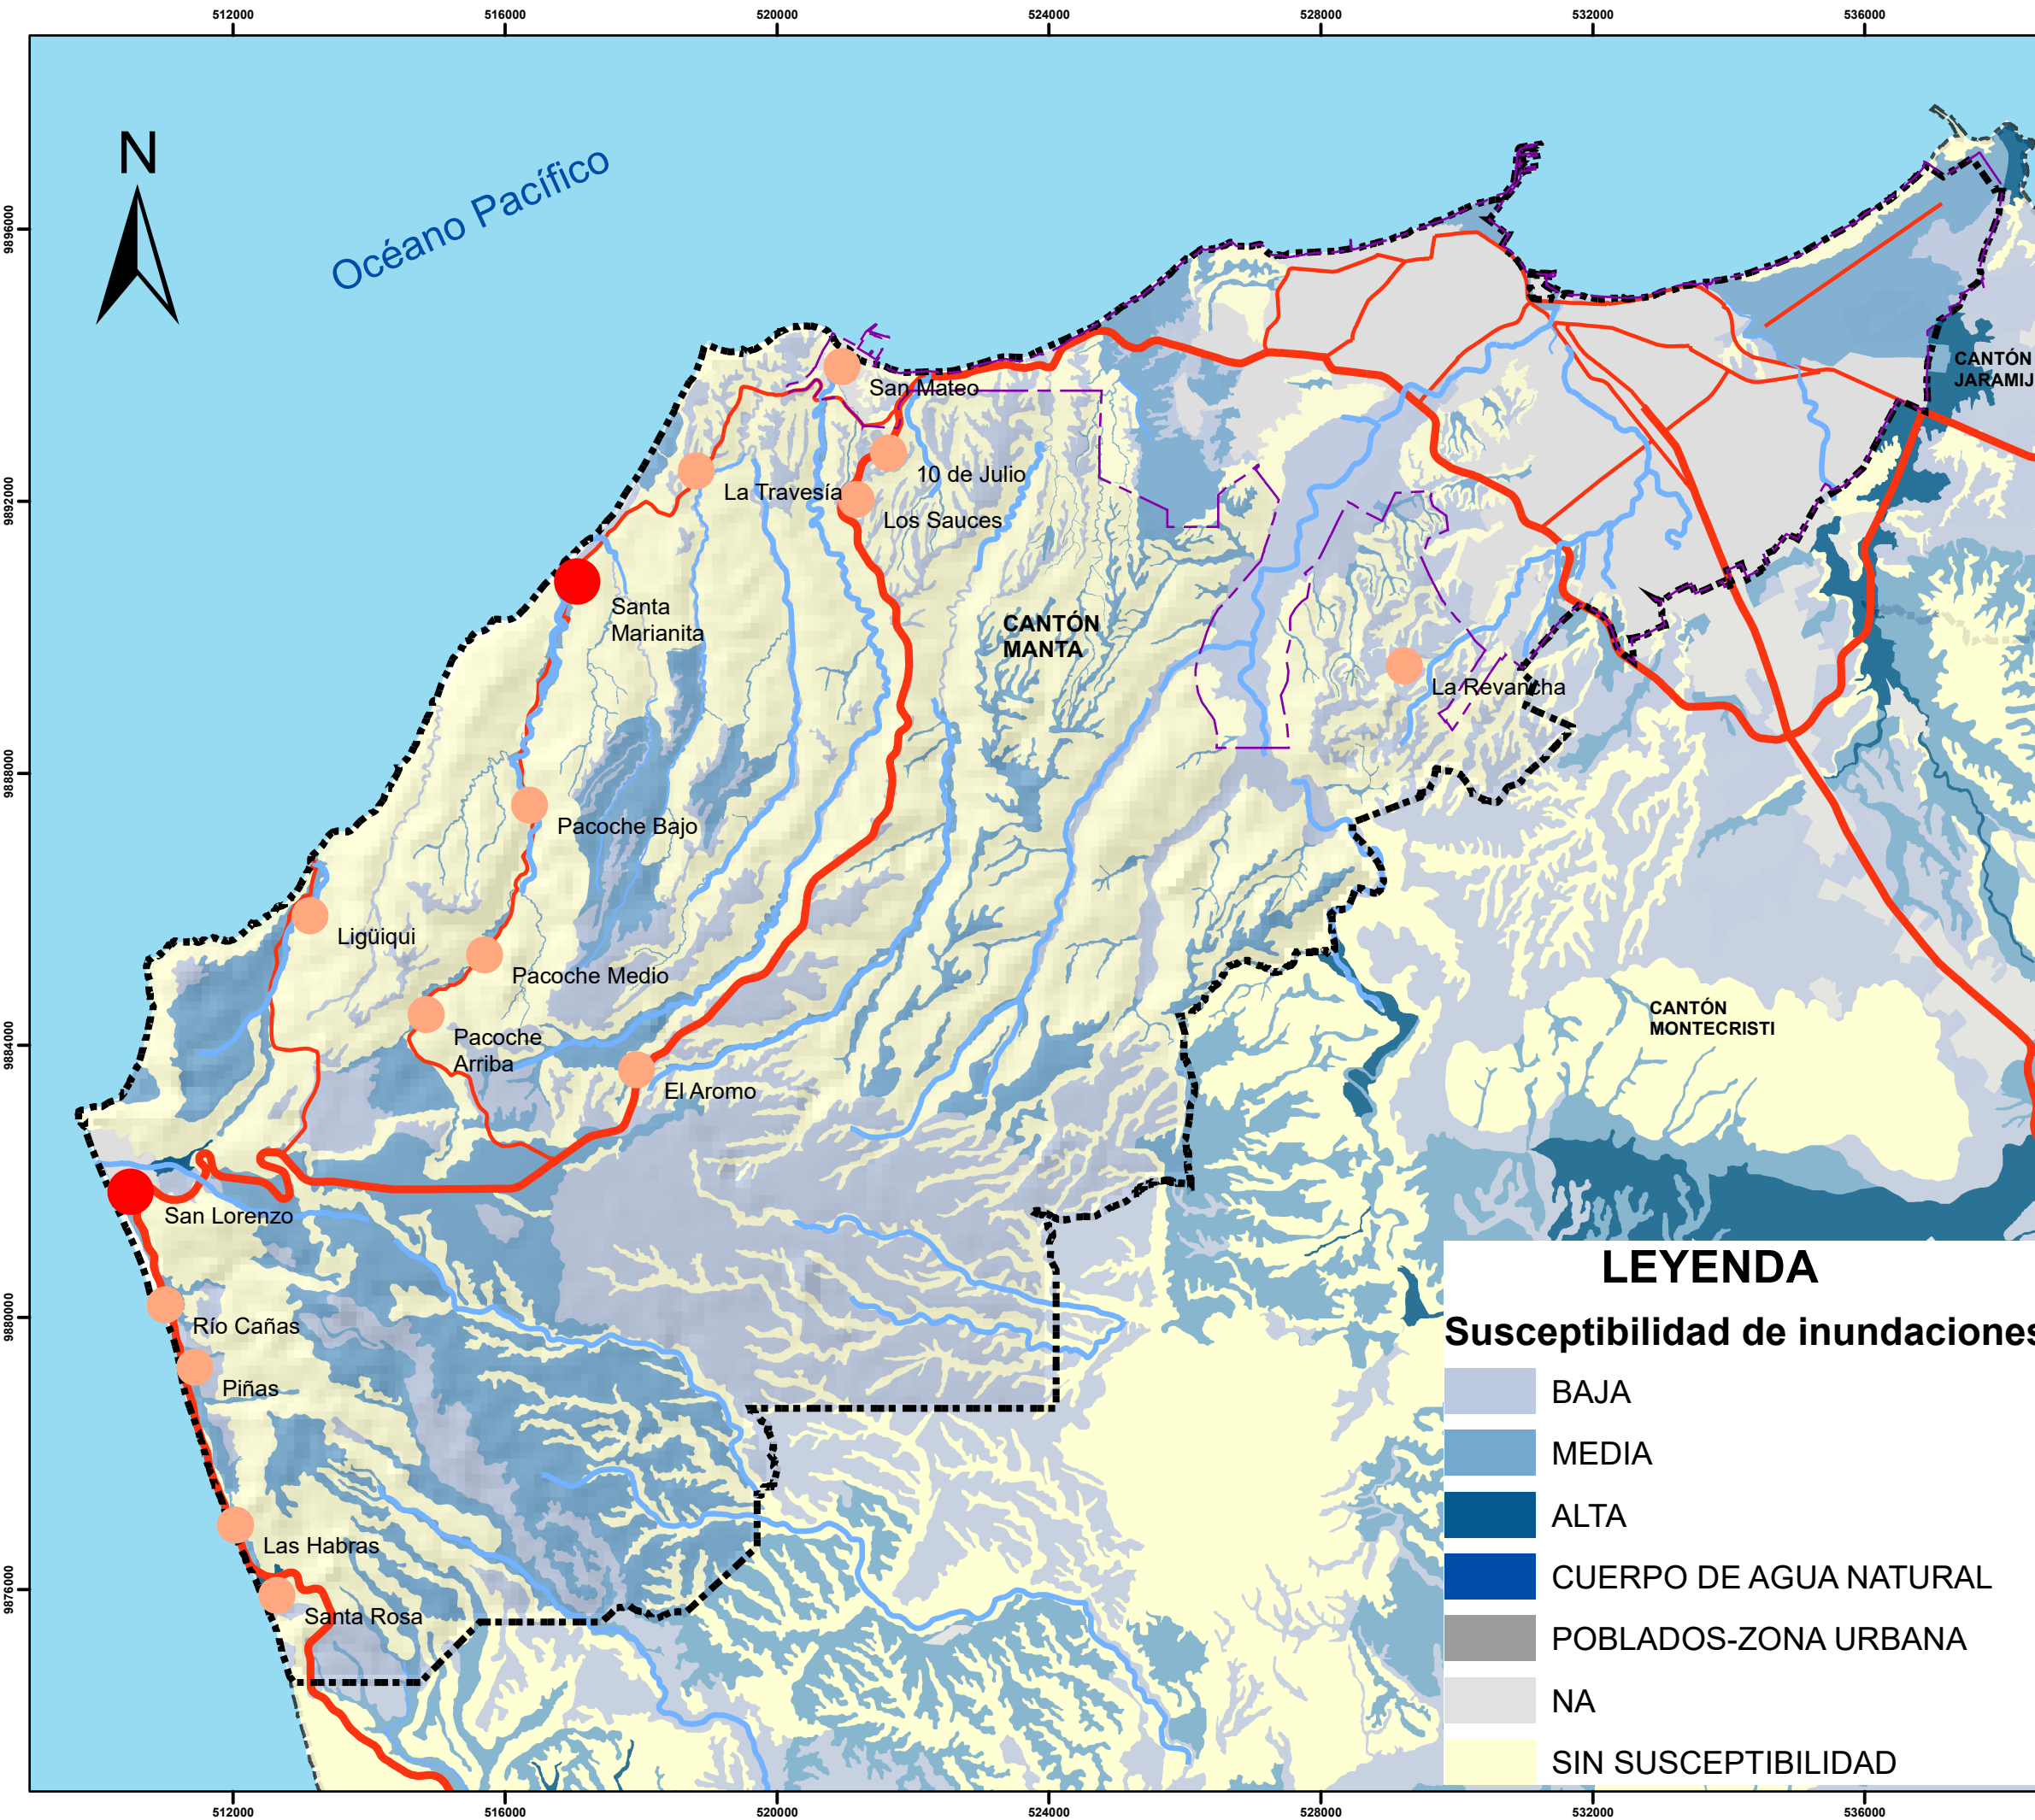 512000
516000
520000
524000
528000
532000
536000
N
Océano Pacífico
9896000
9892000
9888000
9884000
9880000
9876000
CANTÓN
JARAMIJ
San Mateo
10 de Julio
La Travesía
Los Sauces
Santa
Marianita
CANTÓN
MANTA
La Revancha
Pacoche Bajo
Ligüiqui
Pacoche Medio
Pacoche
Arriba
El Aromo
CANTÓN
MONTECRISTI
San Lorenzo
Río Cañas
Piñas
Las Habras
Santa Rosa
LEYENDA
Susceptibilidad de inundaciones
BAJA
MEDIA
ALTA
CUERPO DE AGUA NATURAL
POBLADOS-ZONA URBANA
NA
SIN SUSCEPTIBILIDAD
512000
516000
520000
524000
528000
532000
536000